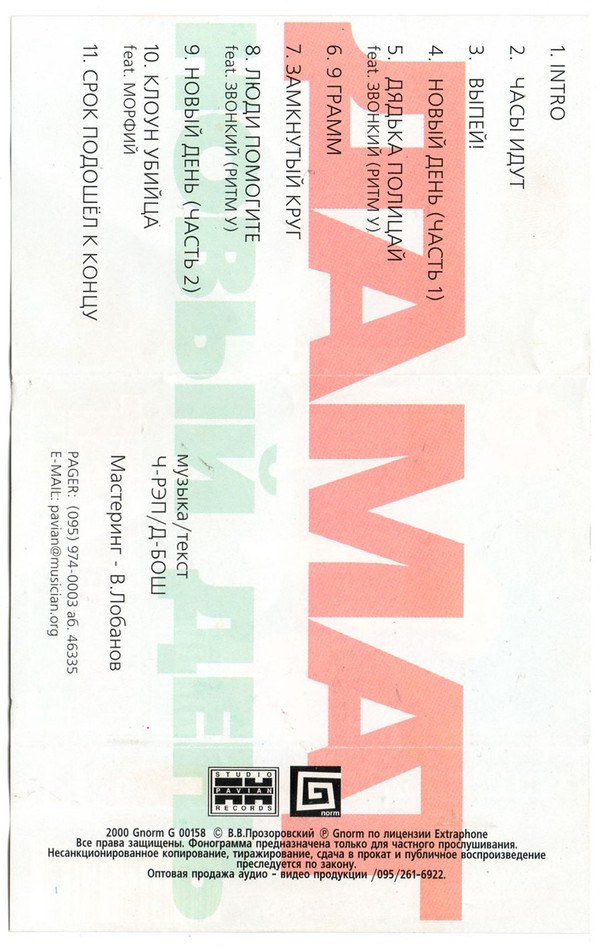 ДАМАТ
НОВЫЙ ДЕНЬ
1. INTRO
2. ЧАСЫ ИДУТ
3. ВЫПЕЙ!
4. НОВЫЙ ДЕНЬ (ЧАСТЬ 1)
5. ДЯДЬКА ПОЛИЦАЙ
feat. ЗВОНКИЙ (РИТМ У)
6. 9 ГРАММ
7. ЗАМКНУТЫЙ КРУГ
8. ЛЮДИ ПОМОГИТЕ
feat. ЗВОНКИЙ (РИТМ У)
9. НОВЫЙ ДЕНЬ (ЧАСТЬ 2)
10. КЛОУН УБИЙЦА
feat. МОРФИЙ
11. СРОК ПОДОШЁЛ К КОНЦУ
музыка/текст
Ч-РЭП/Д-БОШ
Мастеринг - В.Лобанов
PAGER: (095) 974-0003 аб. 46335
E-MAIL: pavian@musician.org
STUDIO
PAVIAN
RECORDS
G
norm
2000 Gnorm G 00158 © В.В.Прозоровский ℗ Gnorm по лицензии Extraphone
Все права защищены. Фонограмма предназначена только для частного прослушивания.
Несанкционированное копирование, тиражирование, сдача в прокат и публичное воспроизведение
преследуется по закону.
Оптовая продажа аудио - видео продукции /095/261-6922.